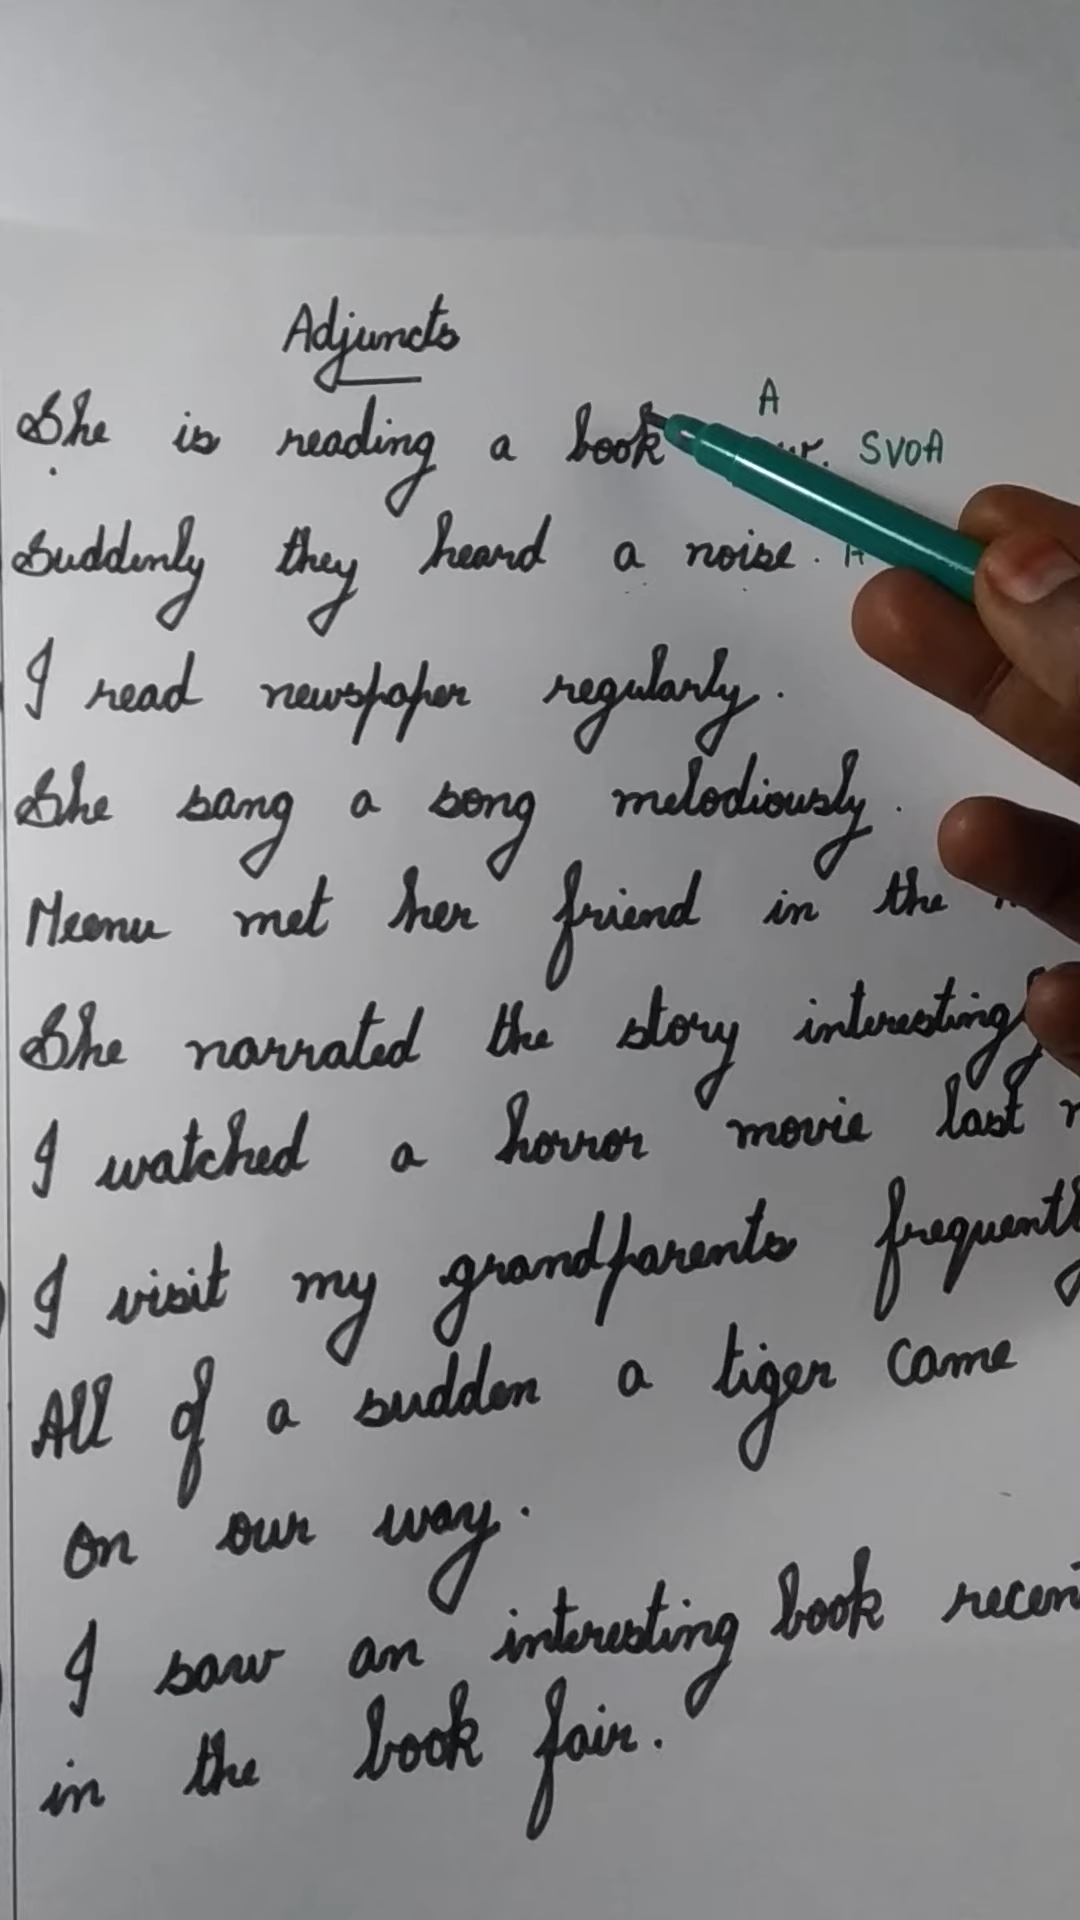 Adjuncts
A
She is reading a book SVOA
Suddenly they heard a noise. A
I read newspaper regularly.
She sang a song melodiously.
Meenu met her friend in the
She narrated the story interesting
I watched a horror movie last
I visit my grandparents frequent
All of a sudden a tiger came
on our way.
I saw an interesting book recen
in the book fair.